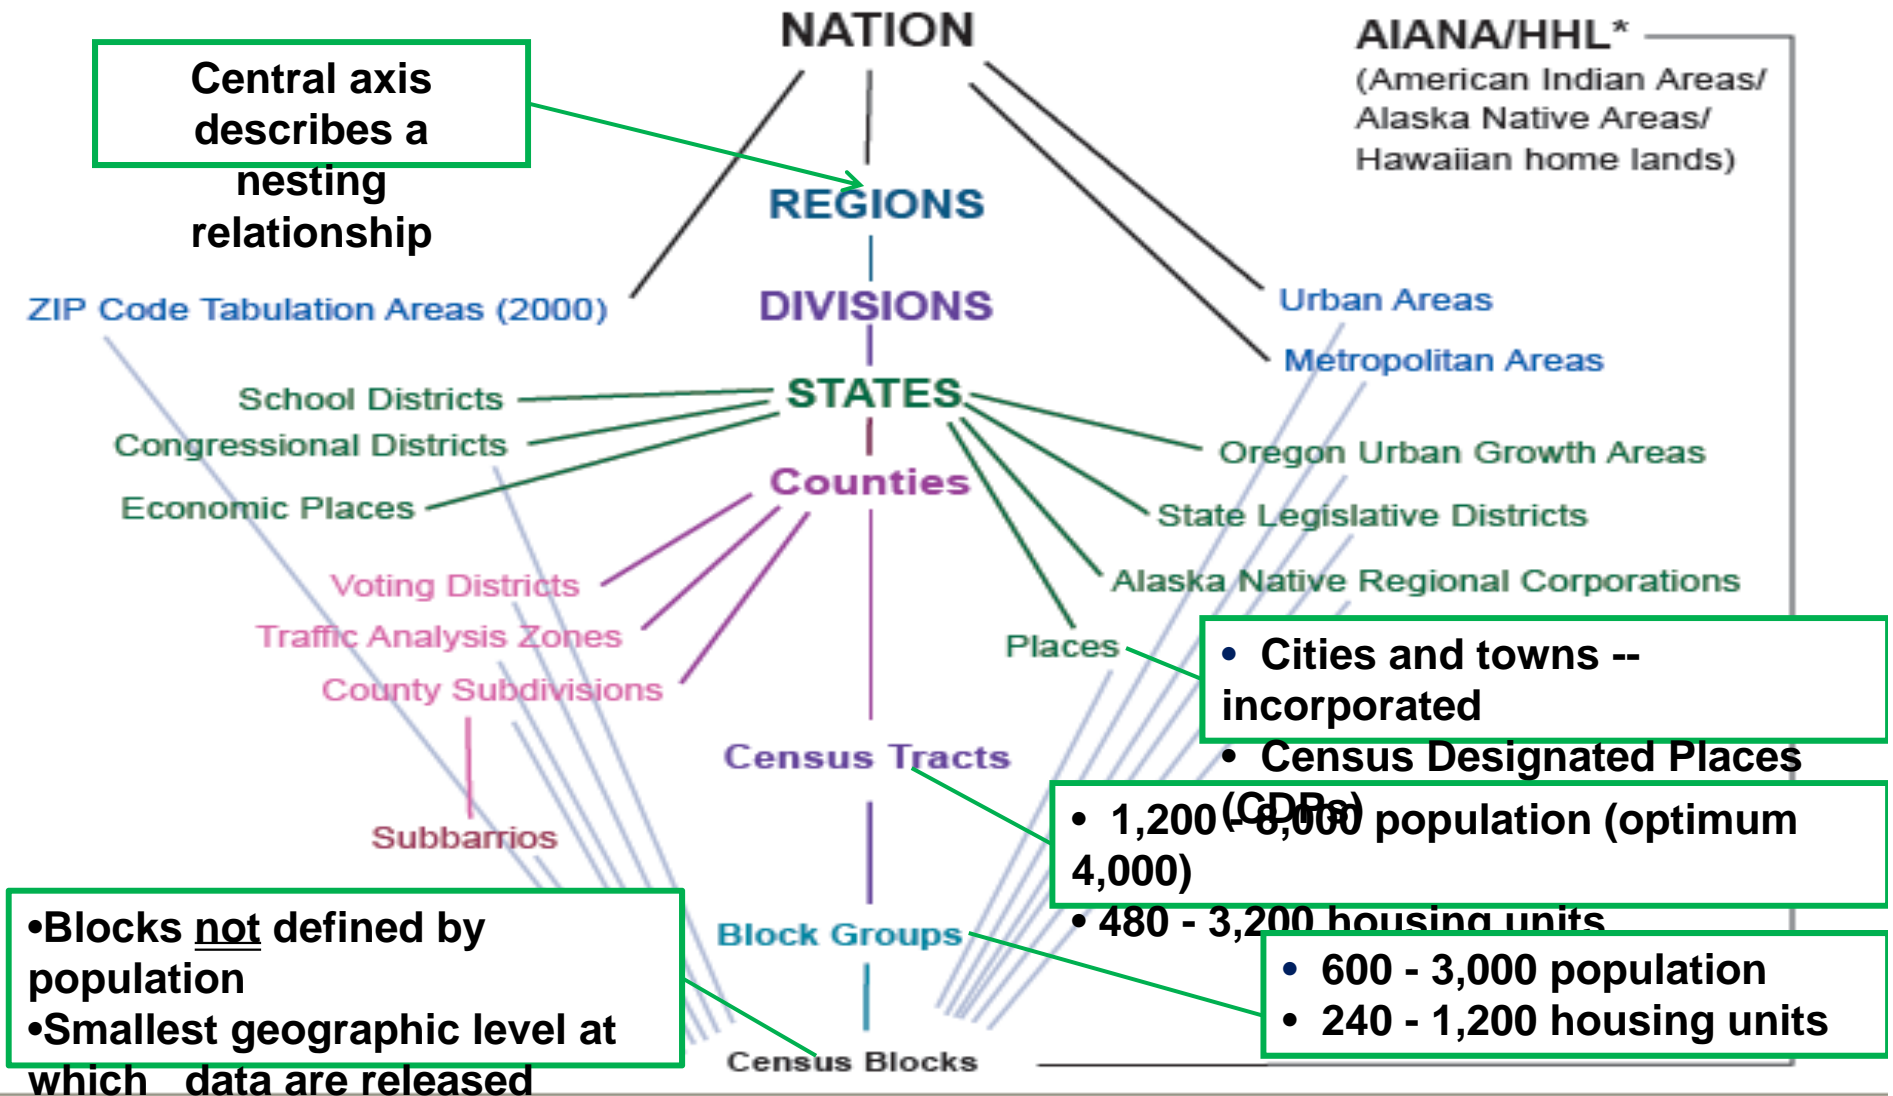 NATION
AIANA/HHL*
(American Indian Areas/
Alaska Native Areas/
Hawaiian home lands)
Central axis
describes a
nesting
relationship
REGIONS
ZIP Code Tabulation Areas (2000)
DIVISIONS
Urban Areas
Metropolitan Areas
School Districts
STATES
Congressional Districts
Oregon Urban Growth Areas
Counties
Economic Places
State Legislative Districts
Voting Districts
Alaska Native Regional Corporations
Traffic Analysis Zones
Places
• Cities and towns --
incorporated
• Census Designated Places
(CDPs)
County Subdivisions
Census Tracts
• 1,200 - 8,000 population (optimum
4,000)
• 480 - 3,200 housing units
Subbarrios
Block Groups
• 600 - 3,000 population
• 240 - 1,200 housing units
•Blocks not defined by
population
•Smallest geographic level at
which data are released
Census Blocks